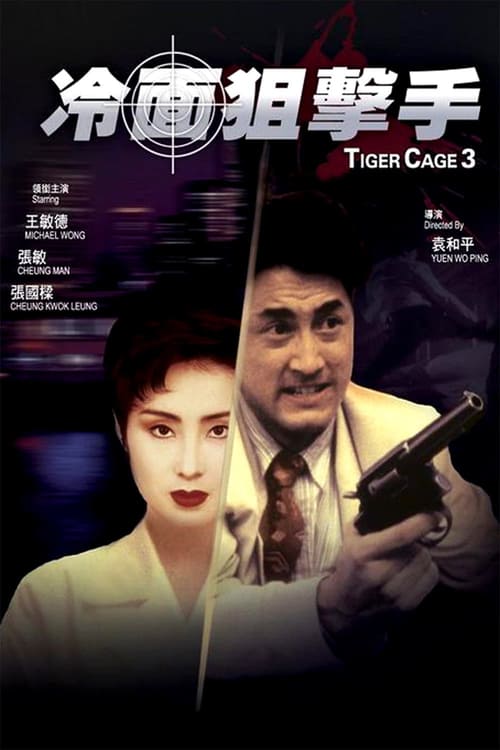 冷面狙擊手
TIGER CAGE 3
領銜主演
Starring
王敏德
MICHAEL WONG
張敏
CHEUNG MAN
張國樑
CHEUNG KWOK LEUNG
導演
Directed By
袁和平
YUEN WO PING